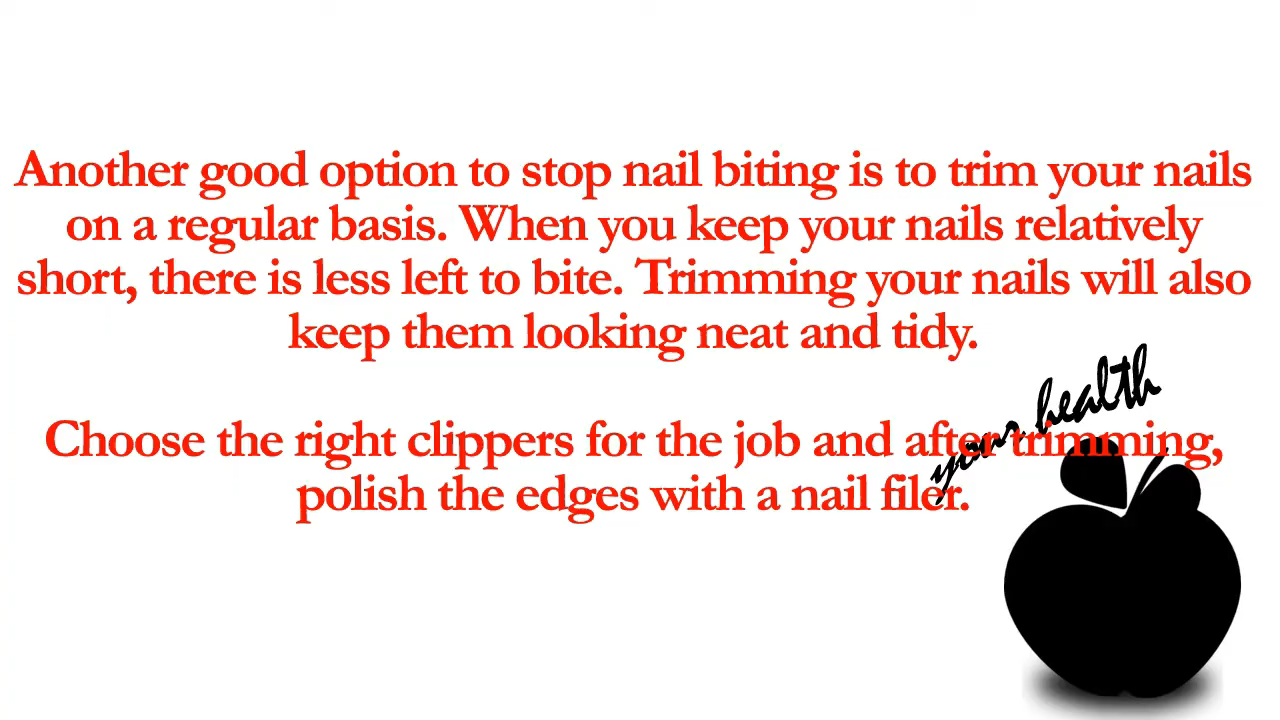 Another good option to stop nail biting is to trim your nails
on a regular basis. When you keep your nails relatively
short, there is less left to bite. Trimming your nails will also
keep them looking neat and tidy.
Choose the right clippers for the job and after trimming,
polish the edges with a nail filer.
your health